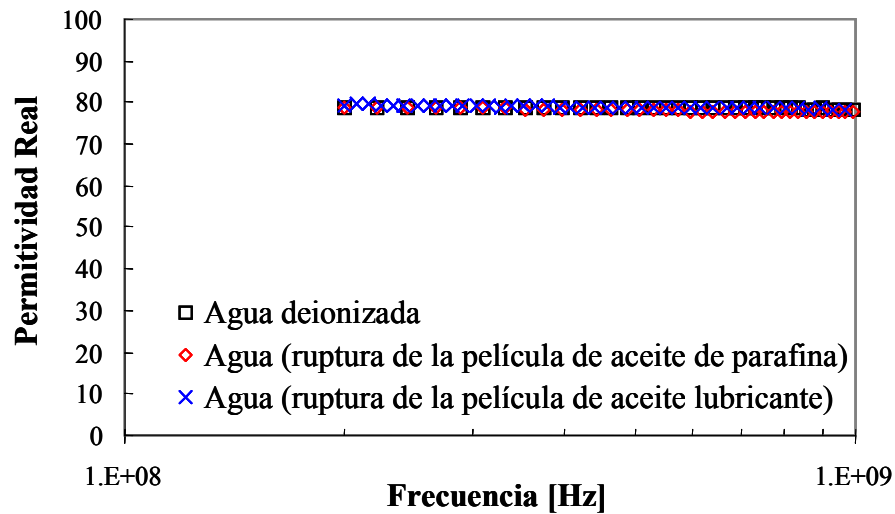 100
90
80
70
60
50
40
30
20
10
0
Permitividad Real
Agua deionizada
Agua (ruptura de la película de aceite de parafina)
Agua (ruptura de la película de aceite lubricante)
1.E+08
1.E+09
Frecuencia [Hz]